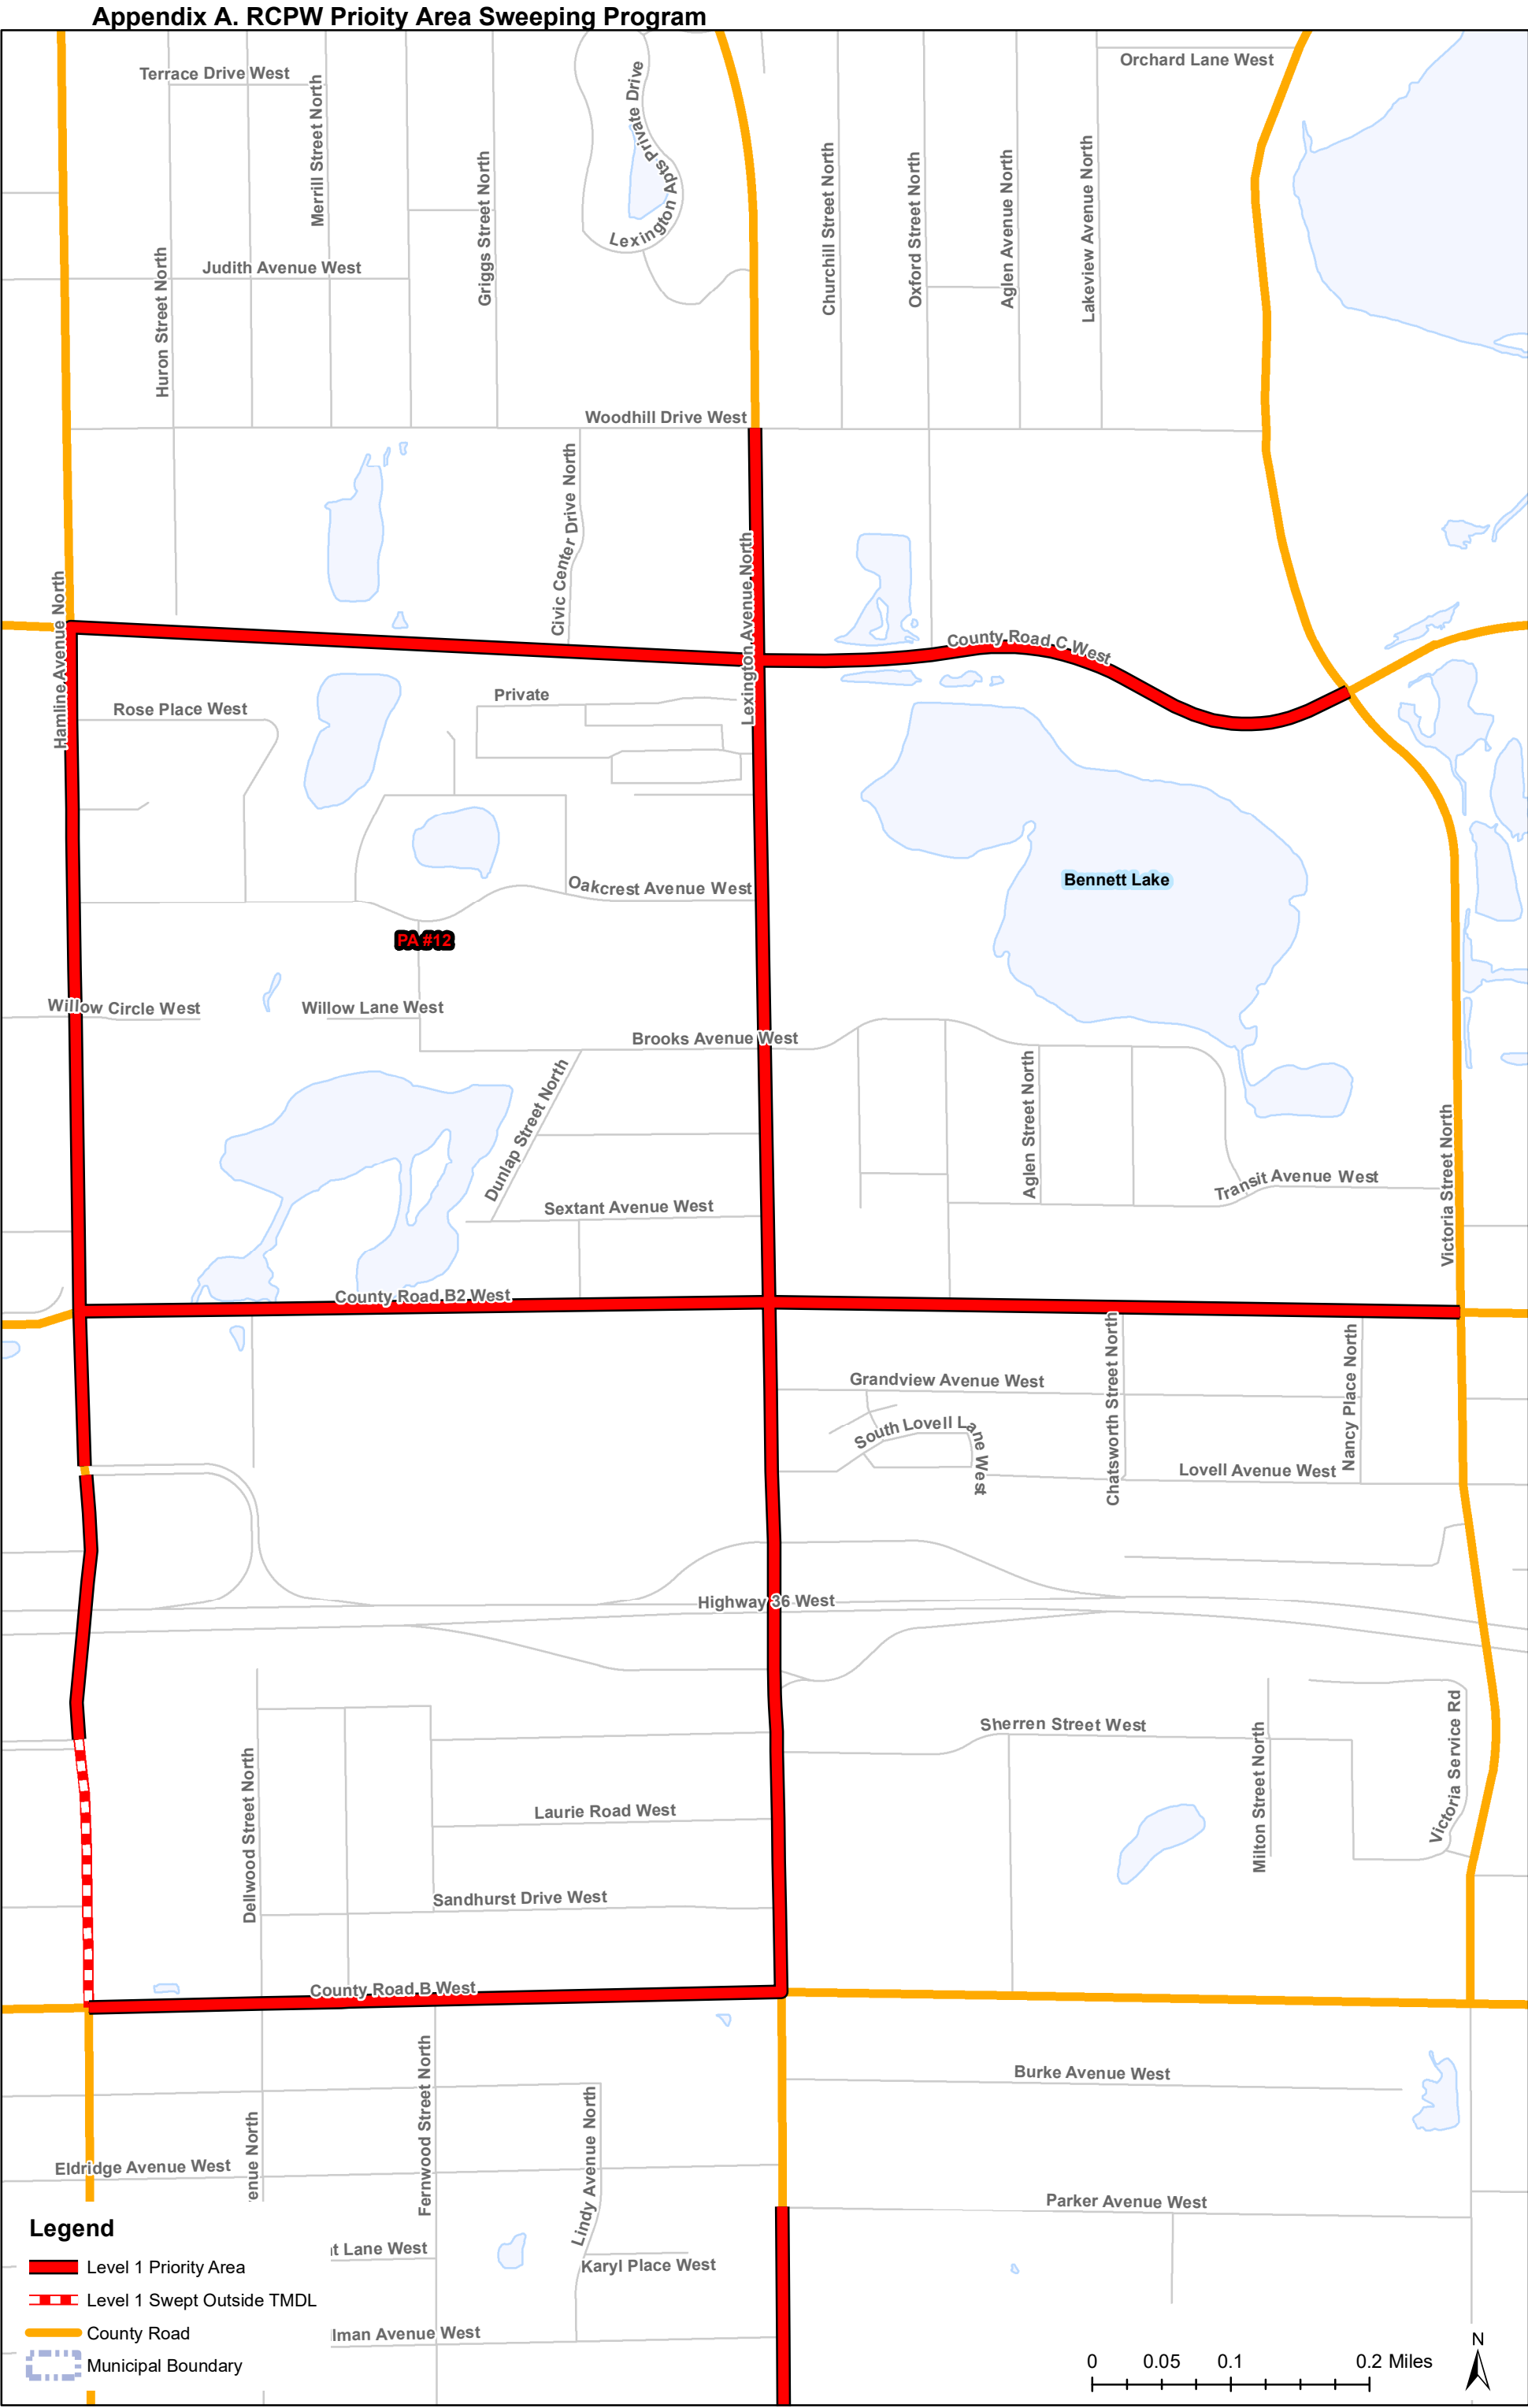 Appendix A. RCPW Prioity Area Sweeping Program
Orchard Lane West
Terrace Drive West
Merrill Street North
Lexington Apts Private Drive
Griggs Street North
Churchill Street North
Oxford Street North
Aglen Avenue North
Lakeview Avenue North
Huron Street North
Judith Avenue West
Woodhill Drive West
Civic Center Drive North
Lexington Avenue North
Hamline Avenue North
County Road C West
Private
Rose Place West
Bennett Lake
Oakcrest Avenue West
PA #12
Willow Circle West
Willow Lane West
Brooks Avenue West
Dunlap Street North
Aglen Street North
Victoria Street North
Transit Avenue West
Sextant Avenue West
County Road B2 West
Chatsworth Street North
Nancy Place North
Grandview Avenue West
South Lovell Lane West
Lovell Avenue West
Highway 36 West
Sherren Street West
Victoria Service Rd
Milton Street North
Dellwood Street North
Laurie Road West
Sandhurst Drive West
County Road B West
Burke Avenue West
Fernwood Street North
Lindy Avenue North
enue North
Eldridge Avenue West
Parker Avenue West
t Lane West
Karyl Place West
lman Avenue West
Legend
Level 1 Priority Area
Level 1 Swept Outside TMDL
County Road
Municipal Boundary
0 0.05 0.1 0.2 Miles
N